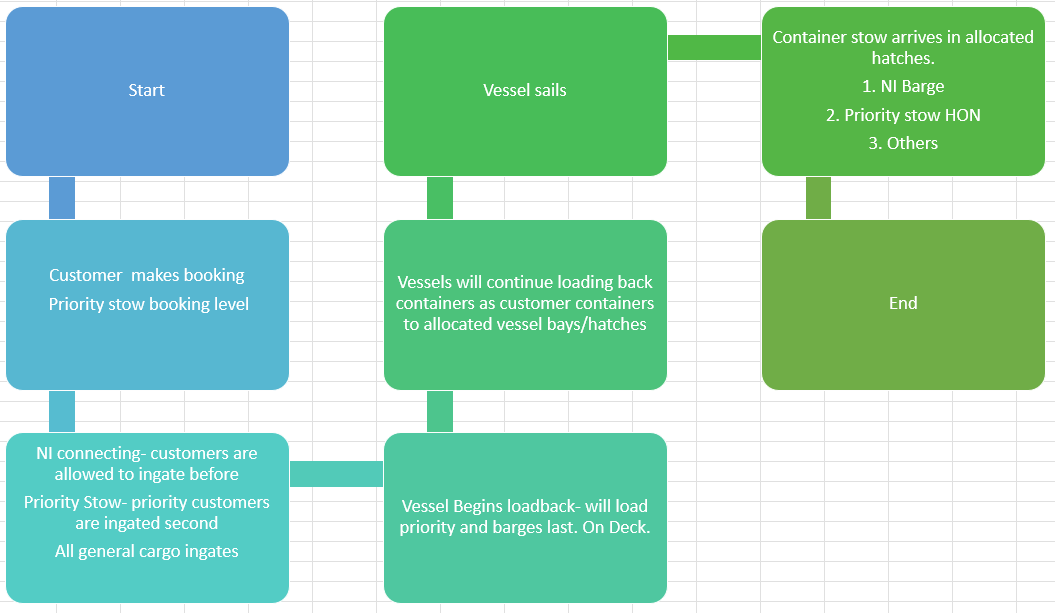 Start
Customer  makes booking
Priority stow booking level
NI connecting- customers are
allowed to ingate before
Priority Stow- priority customers
are ingated second
All general cargo ingates
Vessel Begins loadback- will load
priority and barges last. On Deck.
Vessels will continue loading back
containers as customer containers
to allocated vessel bays/hatches
Vessel sails
Container stow arrives in allocated
hatches.
1. NI Barge
2. Priority stow HON
3. Others
End